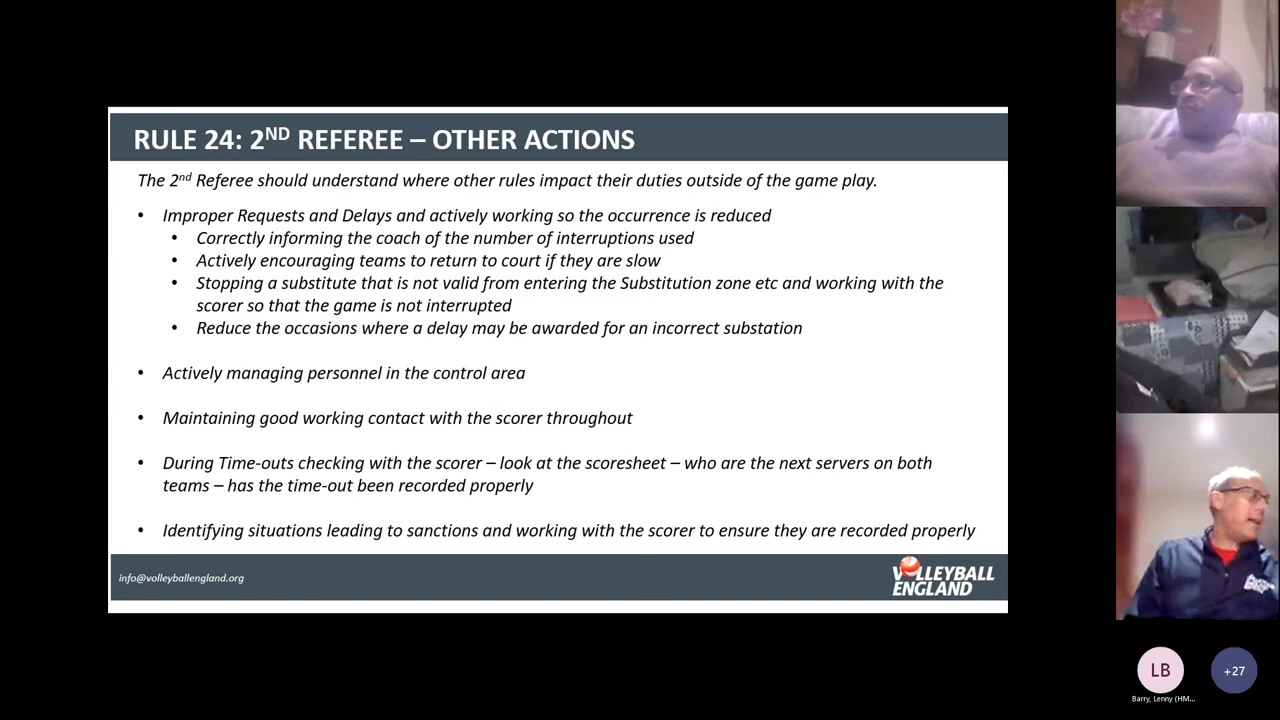 RULE 24: 2ND REFEREE – OTHER ACTIONS
The 2nd Referee should understand where other rules impact their duties outside of the game play.
• Improper Requests and Delays and actively working so the occurrence is reduced
• Correctly informing the coach of the number of interruptions used
• Actively encouraging teams to return to court if they are slow
• Stopping a substitute that is not valid from entering the Substitution zone etc and working with the
scorer so that the game is not interrupted
• Reduce the occasions where a delay may be awarded for an incorrect substation
• Actively managing personnel in the control area
• Maintaining good working contact with the scorer throughout
• During Time-outs checking with the scorer – look at the scoresheet – who are the next servers on both
teams – has the time-out been recorded properly
• Identifying situations leading to sanctions and working with the scorer to ensure they are recorded properly
info@volleyballengland.org
VOLLEYBALL
ENGLAND
LB
+27
Barry, Lenny (HM...